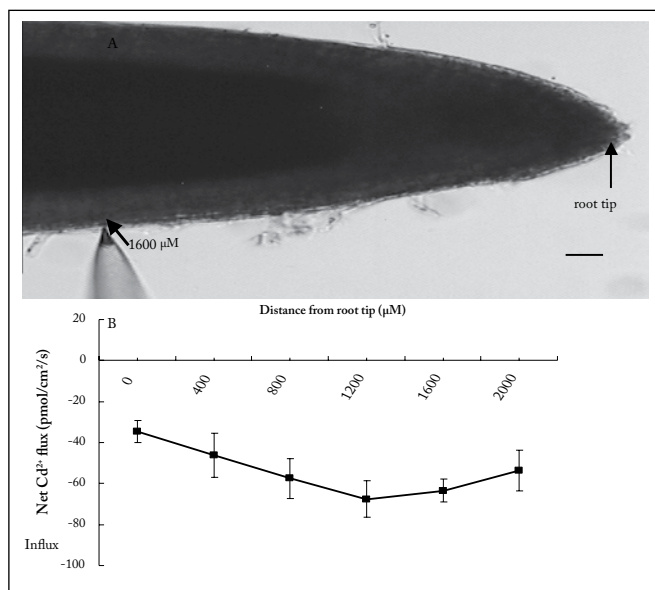 A
root tip
1600 μM
Distance from root tip (μM)
B
20
0
-20
-40
-60
-80
-100
0
400
800
1200
1600
2000
Net Cd²⁺ flux (pmol/cm²/s)
Influx